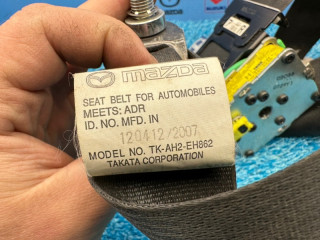 mazda
SEAT BELT FOR AUTOMOBILES
MEETS: ADR
ID. NO. MFD. IN
120412/2007
MODEL NO. TK-AH2-EH862
TAKATA CORPORATION